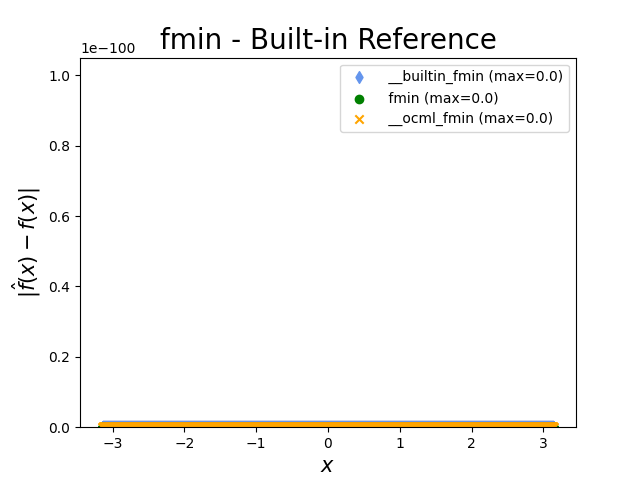 fmin - Built-in Reference
1e−100
1.0
0.8
0.6
0.4
0.2
0.0
|f̂(x) − f(x)|
__builtin_fmin (max=0.0)
fmin (max=0.0)
__ocml_fmin (max=0.0)
−3 −2 −1 0 1 2 3
x